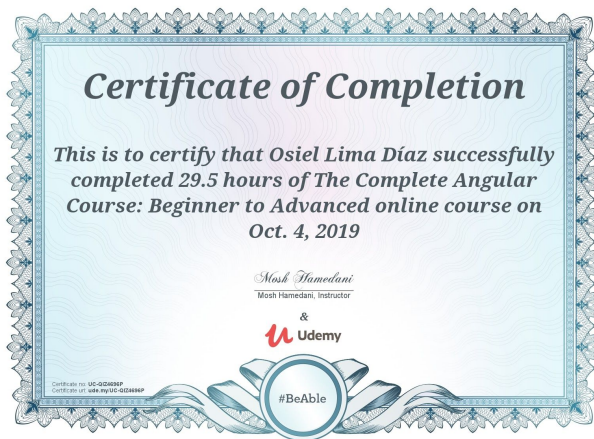 Certificate of Completion
This is to certify that Osiel Lima Díaz successfully
completed 29.5 hours of The Complete Angular
Course: Beginner to Advanced online course on
Oct. 4, 2019
Mosh Hamedani
Mosh Hamedani, Instructor
&
Udemy
Certificate no: UC-QIZ4696P
Certificate url: ude.my/UC-QIZ4696P
#BeAble